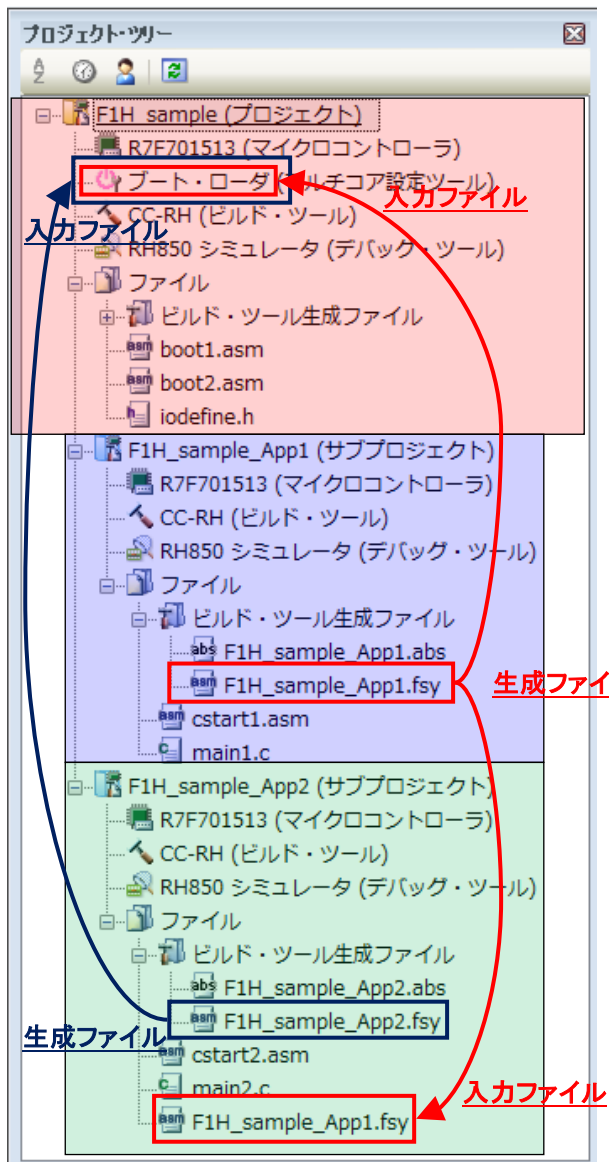 プロジェクト・ツリー
F1H_sample (プロジェクト)
R7F701513 (マイクロコントローラ)
ブート・ローダ (マルチコア設定ツール)
入力ファイル
CC-RH (ビルド・ツール)
入力ファイル
RH850 シミュレータ (デバッグ・ツール)
ファイル
ビルド・ツール生成ファイル
boot1.asm
boot2.asm
iodefine.h
F1H_sample_App1 (サブプロジェクト)
R7F701513 (マイクロコントローラ)
CC-RH (ビルド・ツール)
RH850 シミュレータ (デバッグ・ツール)
ファイル
ビルド・ツール生成ファイル
F1H_sample_App1.abs
F1H_sample_App1.fsy
生成ファイ
cstart1.asm
main1.c
F1H_sample_App2 (サブプロジェクト)
R7F701513 (マイクロコントローラ)
CC-RH (ビルド・ツール)
RH850 シミュレータ (デバッグ・ツール)
ファイル
ビルド・ツール生成ファイル
F1H_sample_App2.abs
F1H_sample_App2.fsy
生成ファイル
cstart2.asm
main2.c
入力ファイル
F1H_sample_App1.fsy